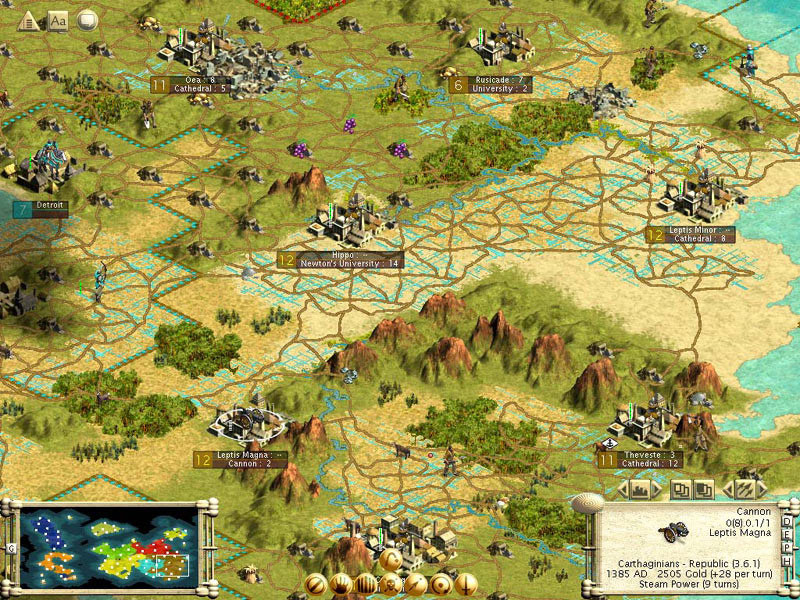 Aa
11 Oea : 8
Cathedral : 5
6 Rusicade : 7
University : 2
7 Detroit
12 Hippo : --
Newton's University : 14
12 Leptis Minor : --
Cathedral : 8
12 Leptis Magna : --
Cannon : 2
11 Theveste : 3
Cathedral : 12
G
Cannon
0(8).0.1/1
Leptis Magna
Carthaginians - Republic (3.6.1)
1385 AD 2505 Gold (+28 per turn)
Steam Power (9 turns)
D
E
P
H